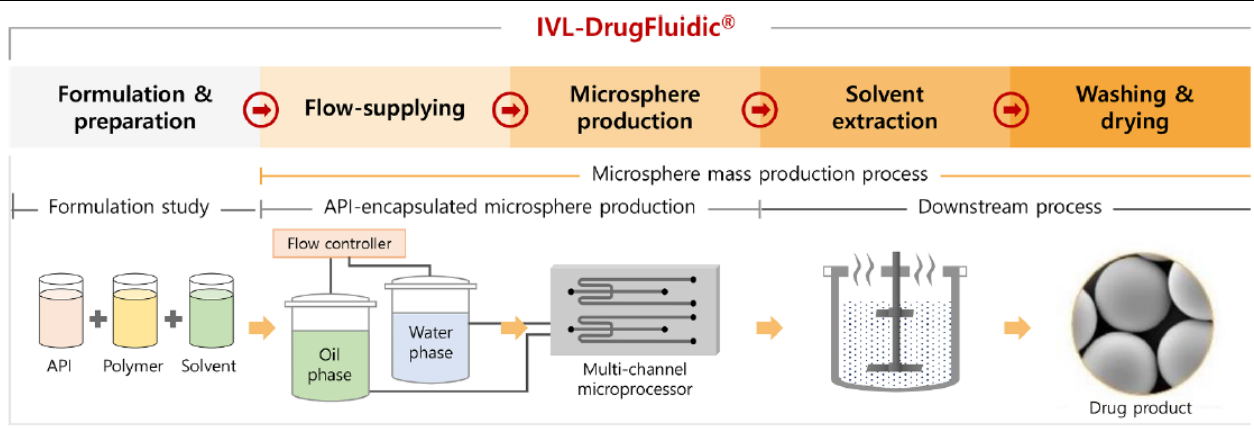 IVL-DrugFluidic®
Formulation &
preparation
Flow-supplying
Microsphere
production
Solvent
extraction
Washing &
drying
Microsphere mass production process
Formulation study
API-encapsulated microsphere production
Downstream process
Flow controller
Oil
phase
Water
phase
API
Polymer
Solvent
Multi-channel
microprocessor
Drug product